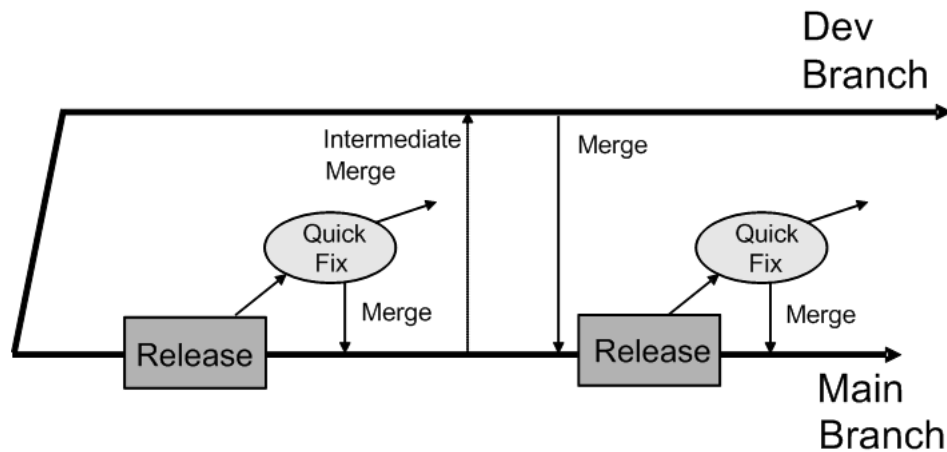 Dev
Branch
Intermediate
Merge
Merge
Quick
Fix
Quick
Fix
Merge
Merge
Release
Release
Main
Branch